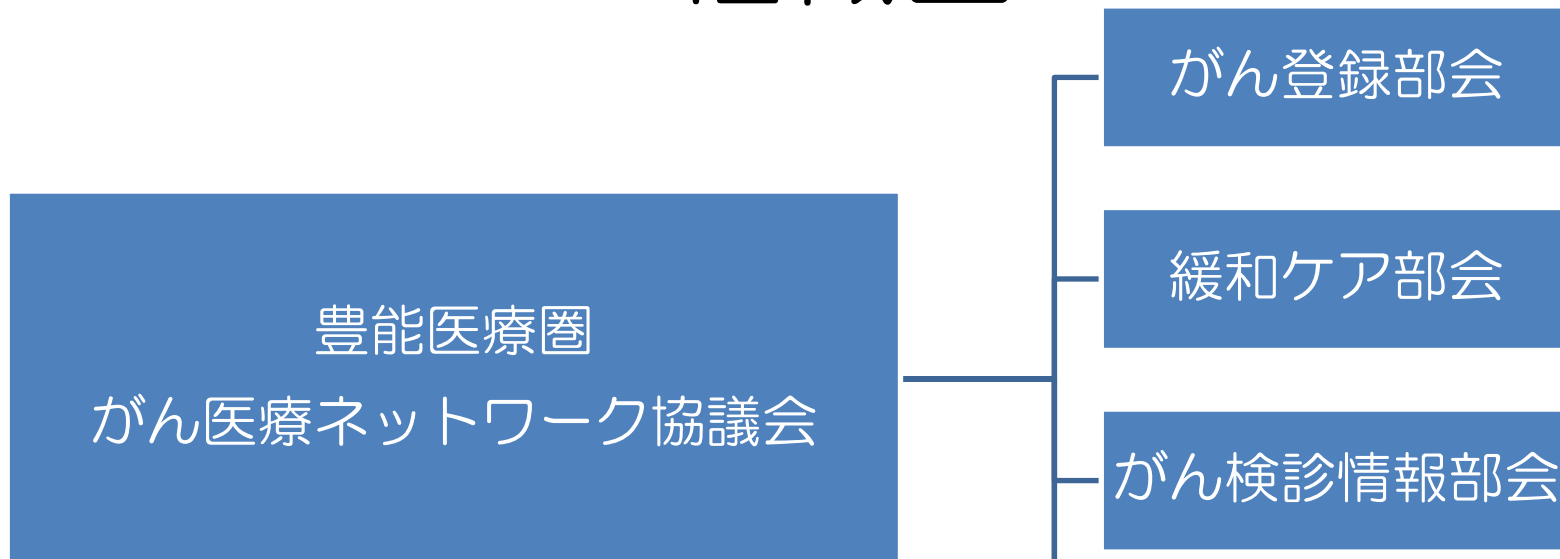 豊能医療圏
がん医療ネットワーク協議会
がん登録部会
緩和ケア部会
がん検診情報部会